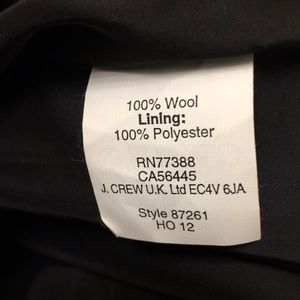 100% Wool
Lining:
100% Polyester
RN77388
CA56445
J. CREW U.K. Ltd EC4V 6JA
Style 87261
HO 12